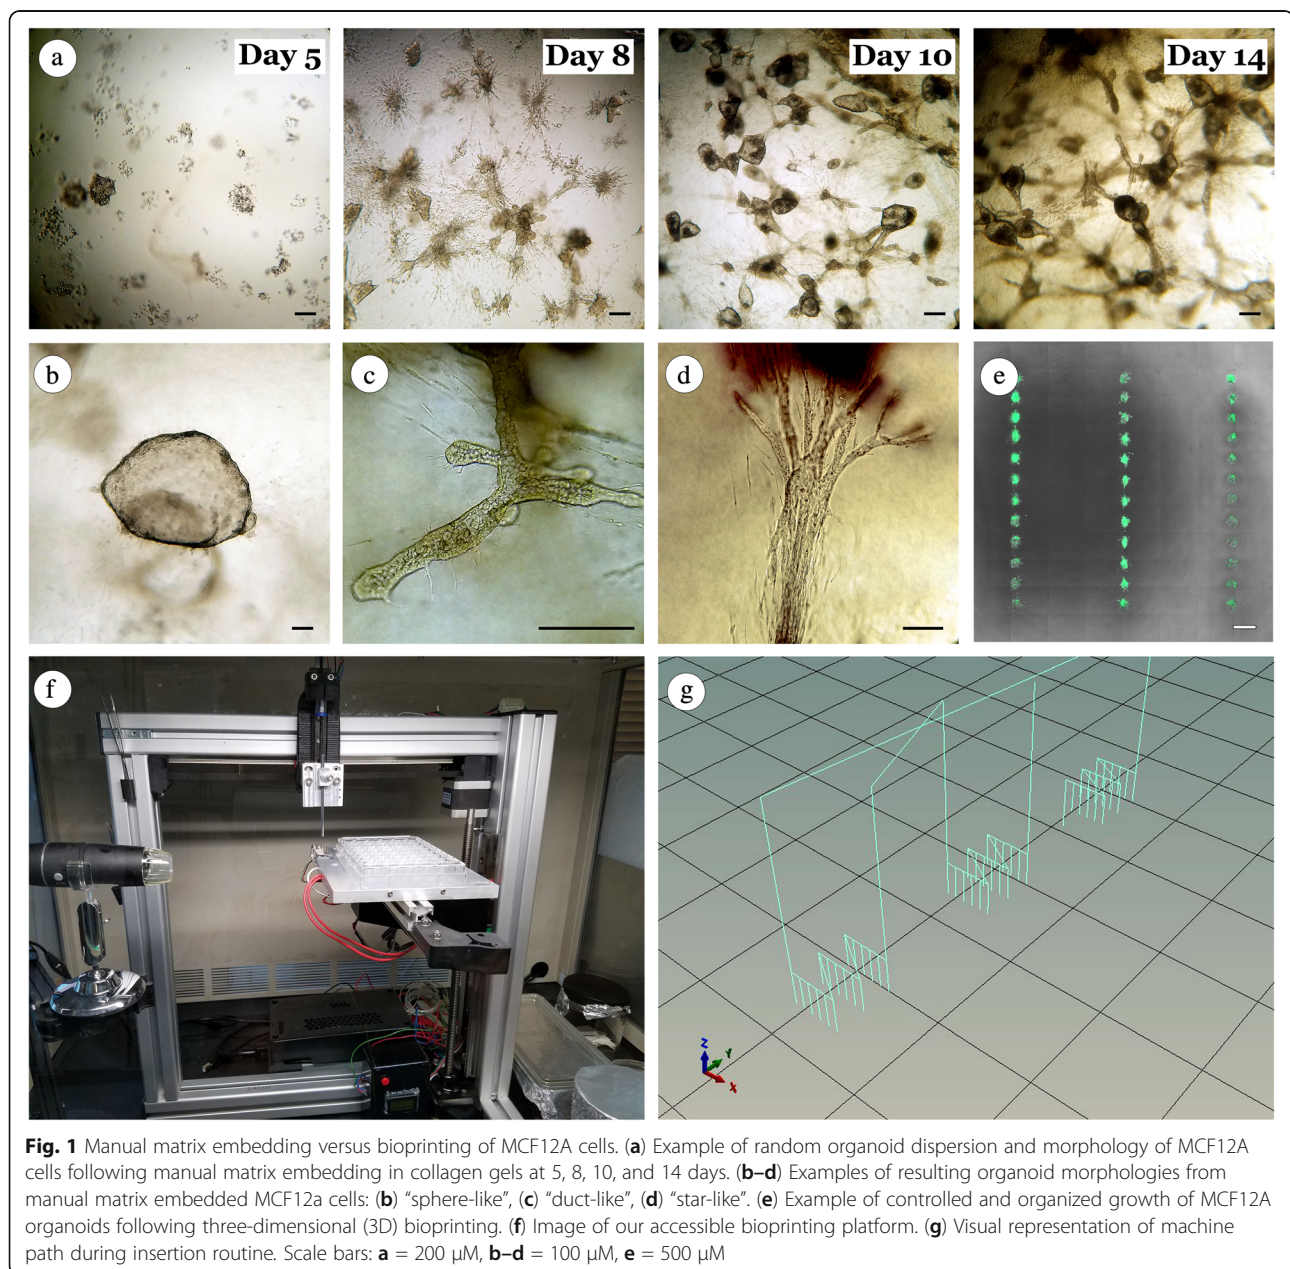 a
Day 5
Day 8
Day 10
Day 14
b
c
d
e
f
g
Z
Y
X
Fig. 1 Manual matrix embedding versus bioprinting of MCF12A cells. (a) Example of random organoid dispersion and morphology of MCF12A
cells following manual matrix embedding in collagen gels at 5, 8, 10, and 14 days. (b–d) Examples of resulting organoid morphologies from
manual matrix embedded MCF12a cells: (b) “sphere-like”, (c) “duct-like”, (d) “star-like”. (e) Example of controlled and organized growth of MCF12A
organoids following three-dimensional (3D) bioprinting. (f) Image of our accessible bioprinting platform. (g) Visual representation of machine
path during insertion routine. Scale bars: a = 200 μM, b–d = 100 μM, e = 500 μM